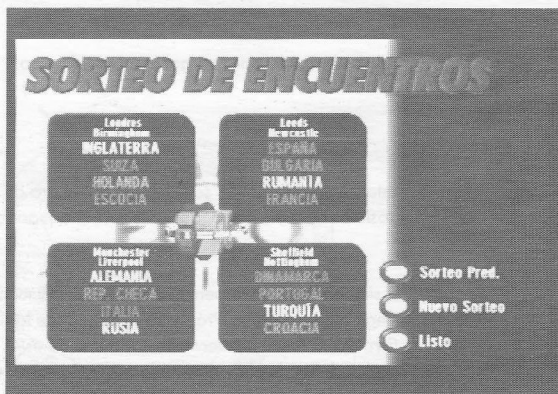 SORTEO DE ENCUENTROS
Londres
Birmingham
INGLATERRA
SUIZA
HOLANDA
ESCOCIA
Leeds
Newcastle
ESPAÑA
BULGARIA
RUMANIA
FRANCIA
Manchester
Liverpool
ALEMANIA
REP. CHECA
ITALIA
RUSIA
Sheffield
Nottingham
DINAMARCA
PORTUGAL
TURQUÍA
CROACIA
Sorteo Pred.
Nuevo Sorteo
Listo